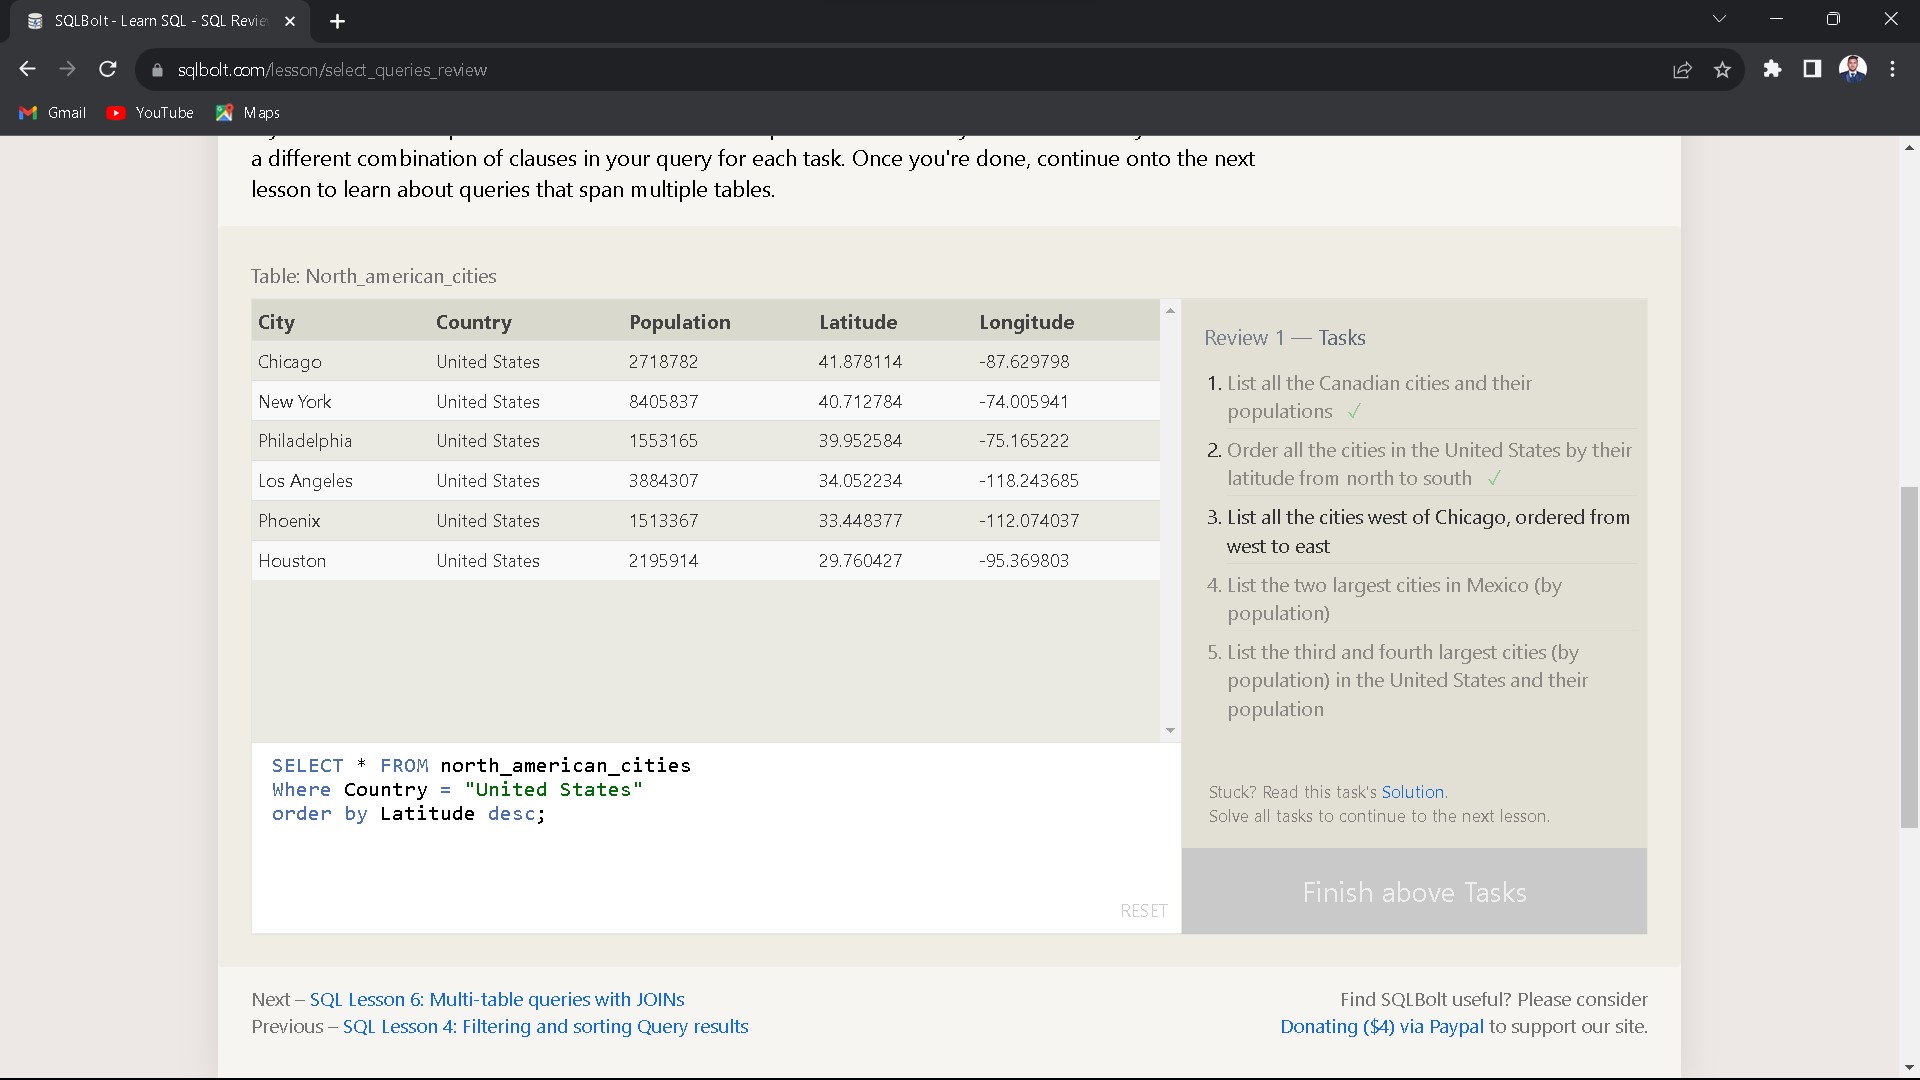 SQLBolt - Learn SQL - SQL Revie
sqlbolt.com/lesson/select_queries_review
Gmail YouTube Maps
a different combination of clauses in your query for each task. Once you're done, continue onto the next
lesson to learn about queries that span multiple tables.
Table: North_american_cities
City Country Population Latitude Longitude
Chicago United States 2718782 41.878114 -87.629798
New York United States 8405837 40.712784 -74.005941
Philadelphia United States 1553165 39.952584 -75.165222
Los Angeles United States 3884307 34.052234 -118.243685
Phoenix United States 1513367 33.448377 -112.074037
Houston United States 2195914 29.760427 -95.369803
SELECT * FROM north_american_cities
Where Country = "United States"
order by Latitude desc;
RESET
Review 1 — Tasks
1. List all the Canadian cities and their
populations ✓
2. Order all the cities in the United States by their
latitude from north to south ✓
3. List all the cities west of Chicago, ordered from
west to east
4. List the two largest cities in Mexico (by
population)
5. List the third and fourth largest cities (by
population) in the United States and their
population
Stuck? Read this task's Solution.
Solve all tasks to continue to the next lesson.
Finish above Tasks
Next – SQL Lesson 6: Multi-table queries with JOINs
Previous – SQL Lesson 4: Filtering and sorting Query results
Find SQLBolt useful? Please consider
Donating ($4) via Paypal to support our site.